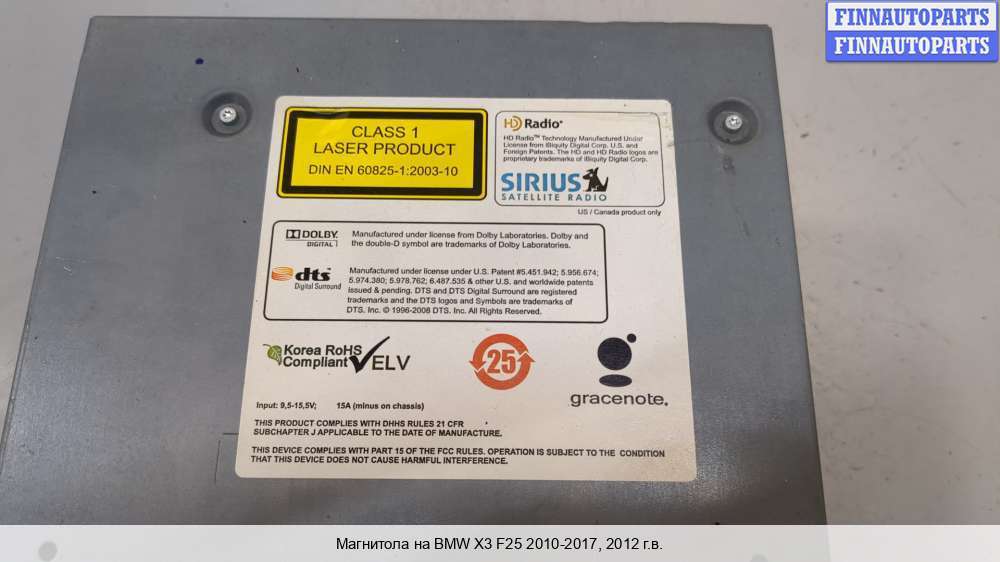 FINNAUTOPARTS
FINNAUTOPARTS
CLASS 1
LASER PRODUCT
DIN EN 60825-1:2003-10
HD Radio®
HD Radio™ Technology Manufactured Under
License from iBiquity Digital Corp. U.S. and
Foreign Patents. The HD and HD Radio logos are
proprietary trademarks of iBiquity Digital Corp.
SIRIUS
SATELLITE RADIO
US / Canada product only
DOLBY
DIGITAL
Manufactured under license from Dolby Laboratories. Dolby and
the double-D symbol are trademarks of Dolby Laboratories.
dts
Digital Surround
Manufactured under license under U.S. Patent #5.451.942; 5.956.674;
5.974.380; 5.978.762; 6.487.535 & other U.S. and worldwide patents
issued & pending. DTS and DTS Digital Surround are registered
trademarks and the DTS logos and Symbols are trademarks of
DTS. Inc. © 1996-2008 DTS. Inc. All Rights Reserved.
Korea RoHS
Compliant
ELV
25
gracenote.
Input: 9,5-15,5V; 15A (minus on chassis)
THIS PRODUCT COMPLIES WITH DHHS RULES 21 CFR
SUBCHAPTER J APPLICABLE TO THE DATE OF MANUFACTURE.
THIS DEVICE COMPLIES WITH PART 15 OF THE FCC RULES. OPERATION IS SUBJECT TO THE CONDITION
THAT THIS DEVICE DOES NOT CAUSE HARMFUL INTERFERENCE.
Магнитола на BMW X3 F25 2010-2017, 2012 г.в.